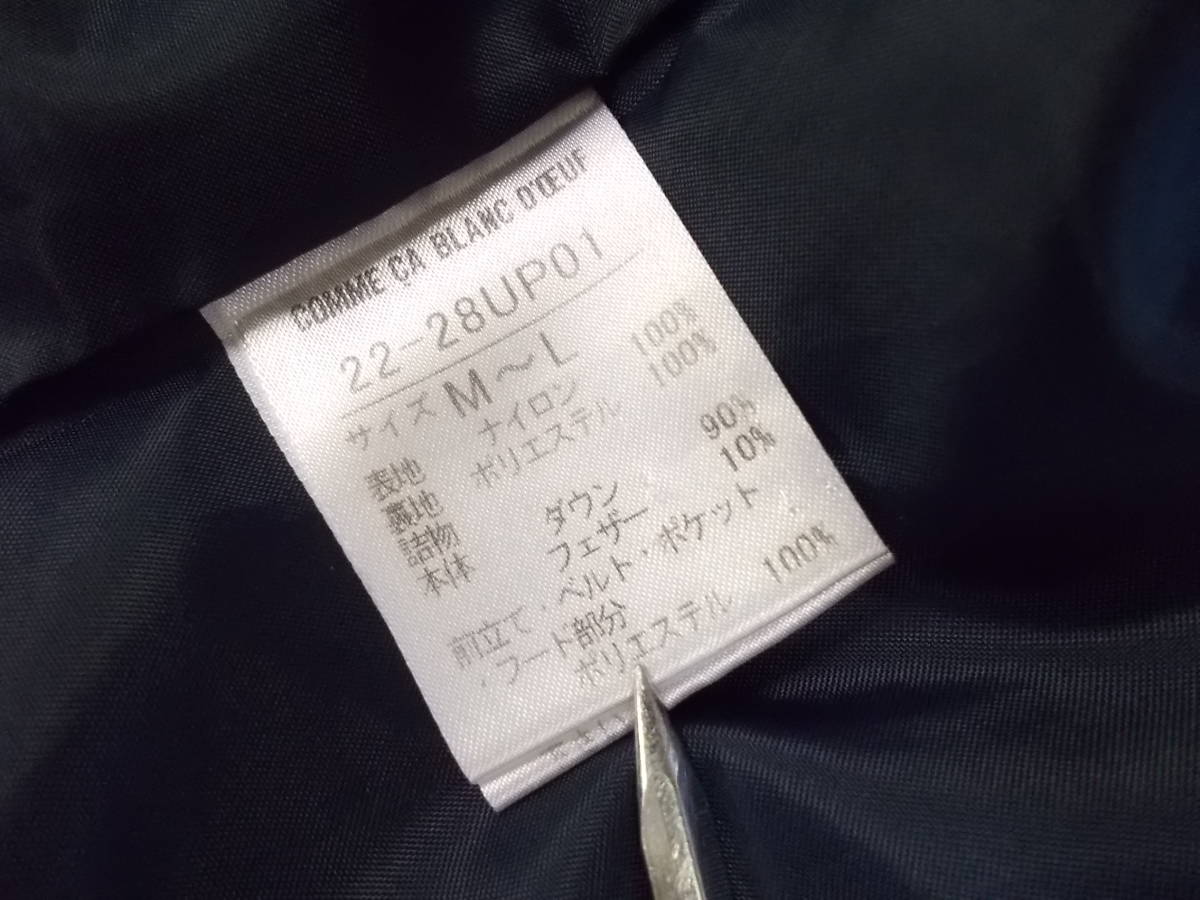 COMME ÇA BLANC D'ŒUF
22-28UP01
サイズ M～L
表地 ナイロン 100%
裏地 ポリエステル 100%
詰物
本体 ダウン 90%
フェザー 10%
前立て・ベルト・ポケット
・フード部分
ポリエステル 100%